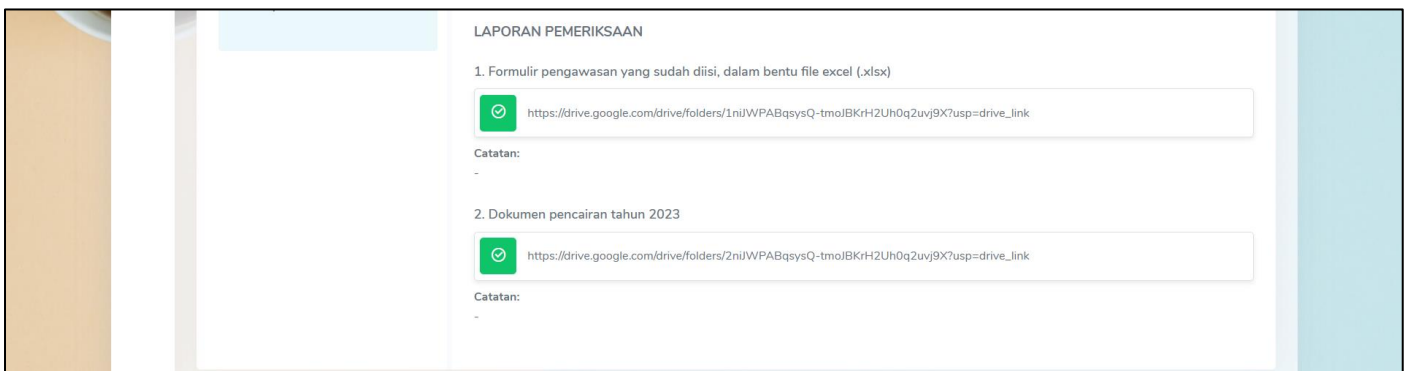 LAPORAN PEMERIKSAAN
1. Formulir pengawasan yang sudah diisi, dalam bentu file excel (.xlsx)
https://drive.google.com/drive/folders/1niJWPABqsysQ-tmoJBKrH2Uh0q2uvj9X?usp=drive_link
Catatan:
-
2. Dokumen pencairan tahun 2023
https://drive.google.com/drive/folders/2niJWPABqsysQ-tmoJBKrH2Uh0q2uvj9X?usp=drive_link
Catatan:
-